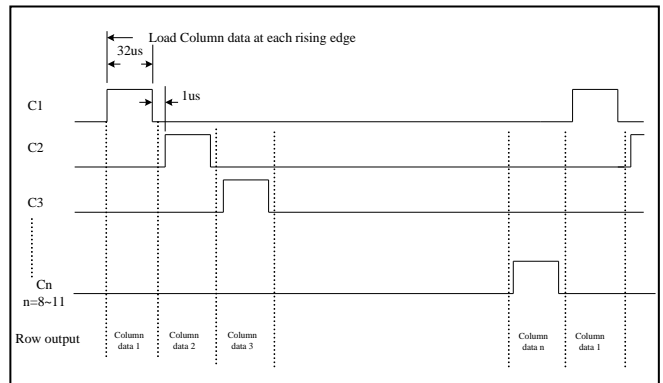 Load Column data at each rising edge
32us
1us
C1
C2
C3
Cn
n=8~11
Row output
Column data 1
Column data 2
Column data 3
Column data n
Column data 1